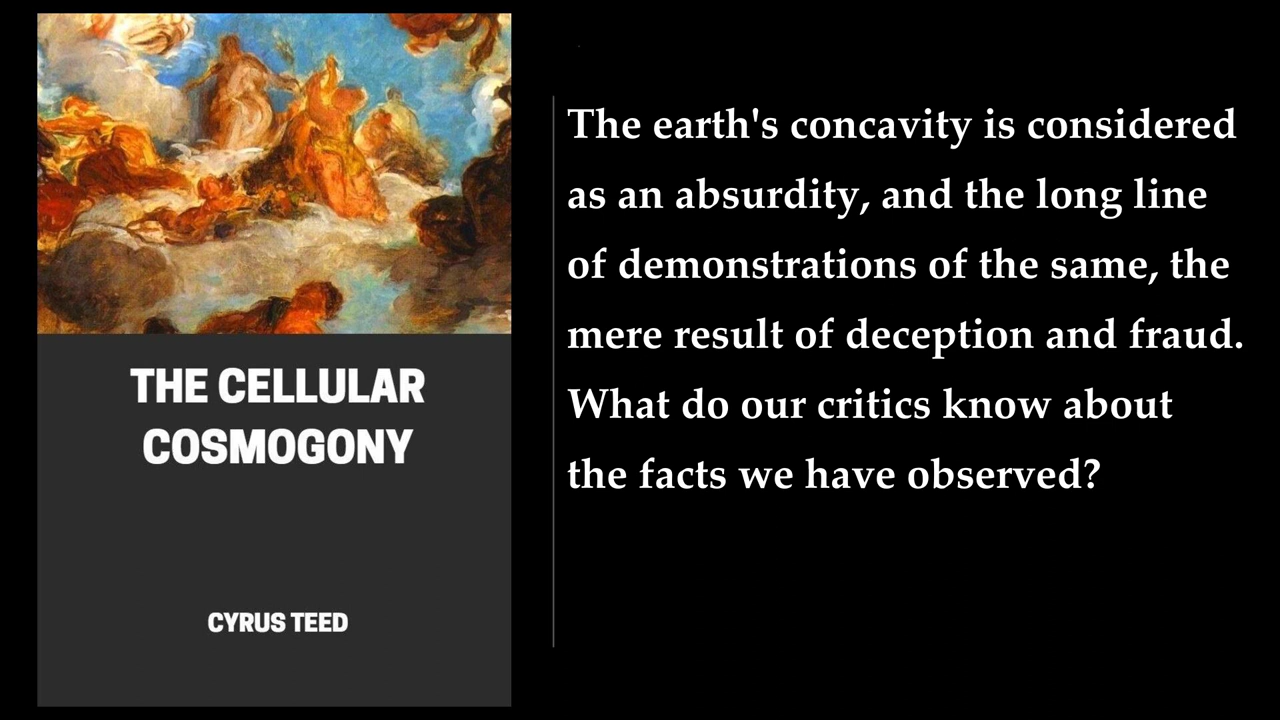 THE CELLULAR
COSMOGONY
CYRUS TEED
The earth's concavity is considered
as an absurdity, and the long line
of demonstrations of the same, the
mere result of deception and fraud.
What do our critics know about
the facts we have observed?